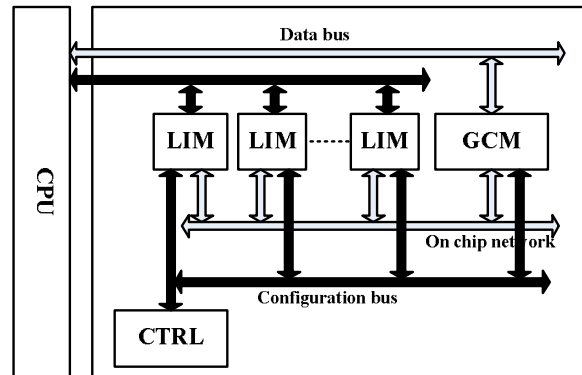 Data bus
CPU
LIM
LIM
LIM
GCM
On chip network
Configuration bus
CTRL